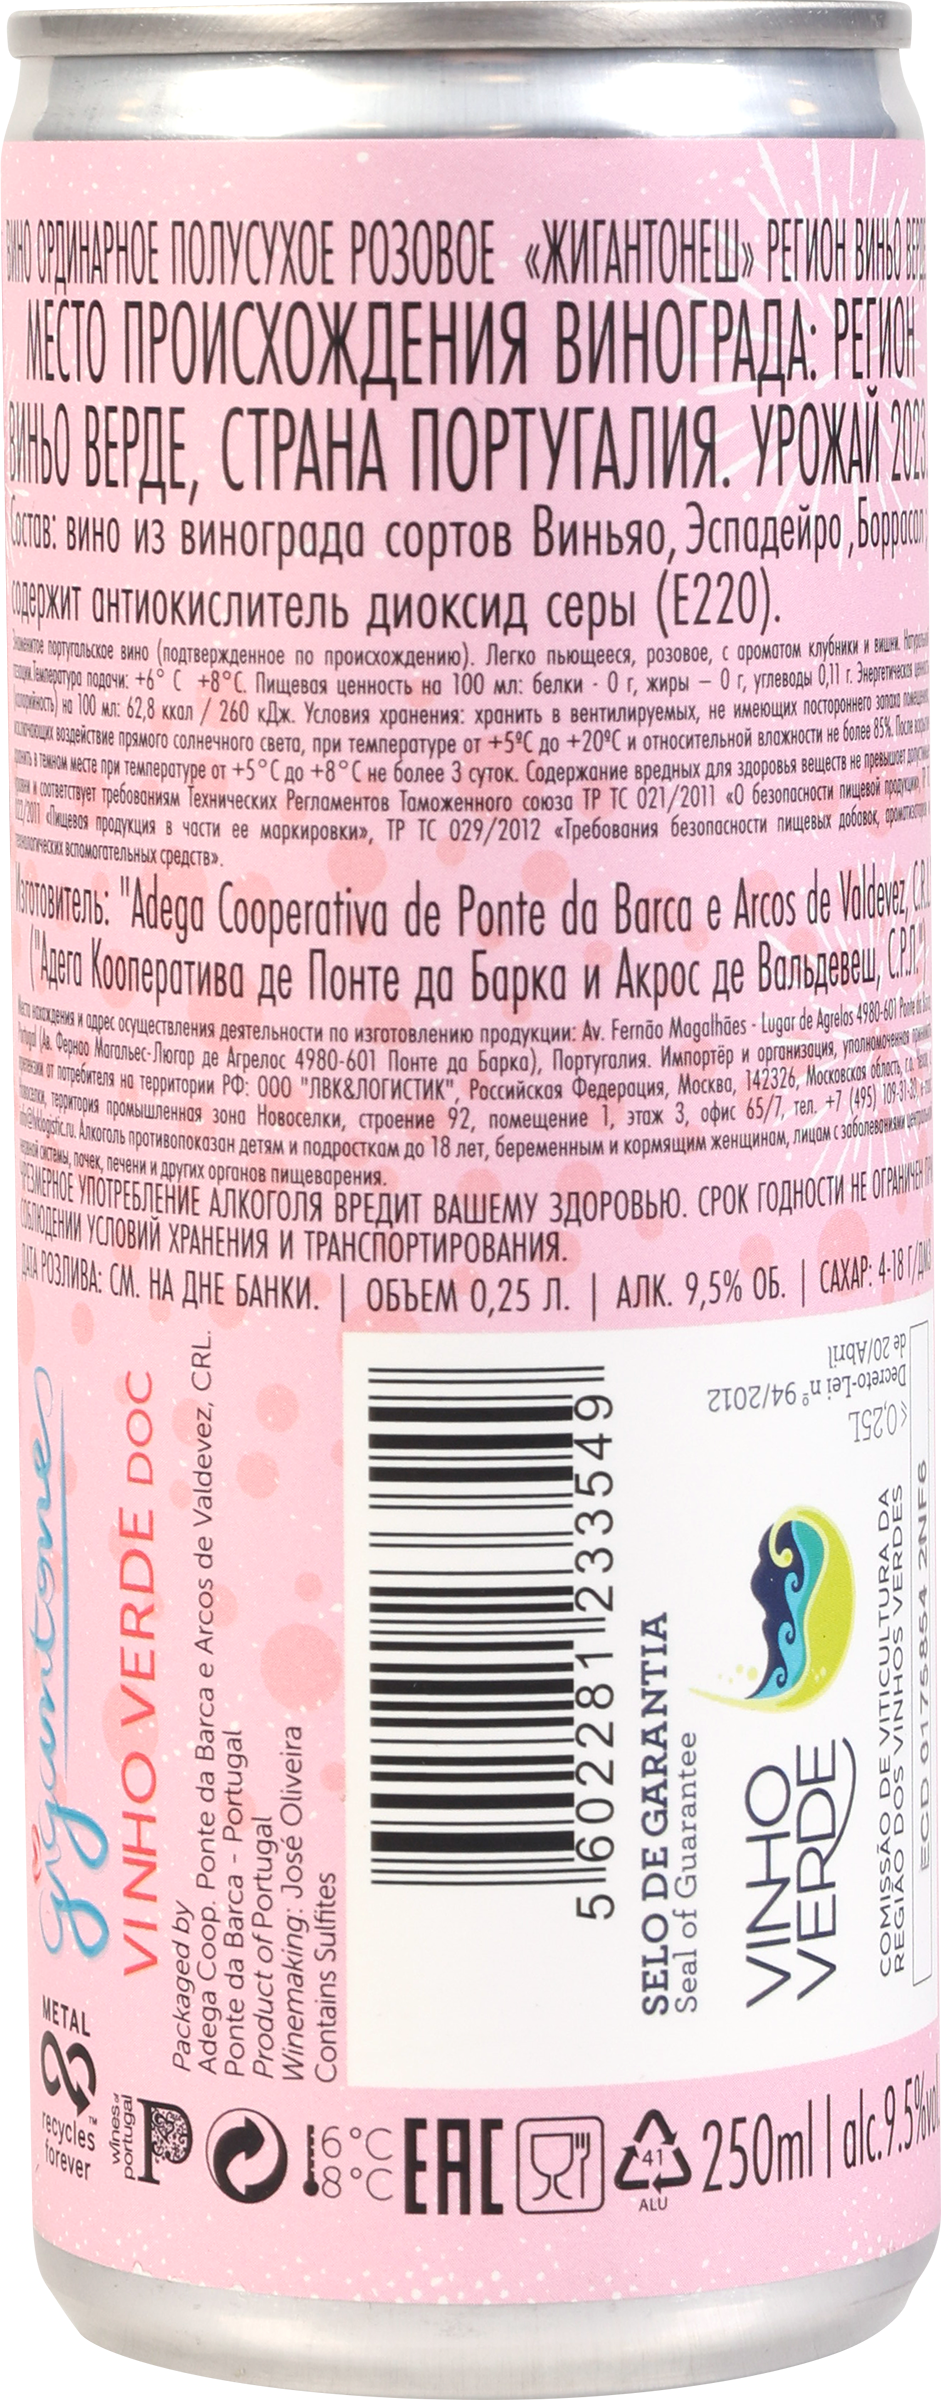 ВИНО ОРДИНАРНОЕ ПОЛУСУХОЕ РОЗОВОЕ «ЖИГАНТОНЕШ» РЕГИОН ВИНЬО ВЕРДЕ
МЕСТО ПРОИСХОЖДЕНИЯ ВИНОГРАДА: РЕГИОН
ВИНЬО ВЕРДЕ, СТРАНА ПОРТУГАЛИЯ. УРОЖАЙ 2023.
Состав: вино из винограда сортов Виньяо, Эспадейро, Боррасал;
содержит антиокислитель диоксид серы (Е220).
Знаменитое португальское вино (подтвержденное по происхождению). Легко пьющееся, розовое, с ароматом клубники и вишни.
Температура подачи: +6° С +8°С. Пищевая ценность на 100 мл: белки - 0 г, жиры – 0 г, углеводы 0,11 г. Энергетическая ценность
(калорийность) на 100 мл: 62,8 ккал / 260 кДж. Условия хранения: хранить в вентилируемых, не имеющих постороннего запаха
исключающих воздействие прямого солнечного света, при температуре от +5°С до +20°С и относительной влажности не более 85%. После
хранить в темном месте при температуре от +5°С до +8°С не более 3 суток. Содержание вредных для здоровья веществ не превышает
и соответствует требованиям Технических Регламентов Таможенного союза ТР ТС 021/2011 «О безопасности пищевой продукции»,
022/2011 «Пищевая продукция в части ее маркировки», ТР ТС 029/2012 «Требования безопасности пищевых добавок, ароматизаторов
технологических вспомогательных средств».
Изготовитель: "Adega Cooperativa de Ponte da Barca e Arcos de Valdevez, C.R.L.
("Адега Кооператива де Понте да Барка и Акрос де Вальдевеш, С.Р.Л.")
Место нахождения и адрес осуществления деятельности по изготовлению продукции: Av. Fernão Magalhães - Lugar de Agrelos 4980-601 Ponte da
Portugal (Ав. Фернао Магальес-Люгар де Агрелос 4980-601 Понте да Барка), Португалия. Импортёр и организация, уполномоченная
претензии от потребителя на территории РФ: ООО "ЛВК&ЛОГИСТИК", Российская Федерация, Москва, 142326, Московская область, г.о.
Новоселки, территория промышленная зона Новоселки, строение 92, помещение 1, этаж 3, офис 65/7, тел. +7 (495)
Алкоголь противопоказан детям и подросткам до 18 лет, беременным и кормящим женщинам, лицам с заболеваниями
нервной системы, почек, печени и других органов пищеварения.
ЧРЕЗМЕРНОЕ УПОТРЕБЛЕНИЕ АЛКОГОЛЯ ВРЕДИТ ВАШЕМУ ЗДОРОВЬЮ. СРОК ГОДНОСТИ НЕ ОГРАНИЧЕН ПРИ
СОБЛЮДЕНИИ УСЛОВИЙ ХРАНЕНИЯ И ТРАНСПОРТИРОВАНИЯ.
ДАТА РОЗЛИВА: СМ. НА ДНЕ БАНКИ. | ОБЪЕМ 0,25 Л. | АЛК. 9,5% ОБ. | САХАР: 4-18 Г/ДМ3
gigantone
VINHO VERDE DOC
Packaged by
Adega Coop. Ponte da Barca e Arcos de Valdevez, CRL.
Ponte da Barca - Portugal
Product of Portugal
Winemaking: José Oliveira
Contains Sulfites
5 602281 233549
SELO DE GARANTIA
Seal of Guarantee
VINHO
VERDE
COMISSÃO DE VITICULTURA DA
REGIÃO DOS VINHOS VERDES
ECD 0175854 2NF6
<0,25L
Decreto-Lei nº 94/2012
de 20/Abril
METAL
recycles™
forever
wines of
portugal
6°C
8°C
EAC
41
ALU
250ml | alc.9.5%vol